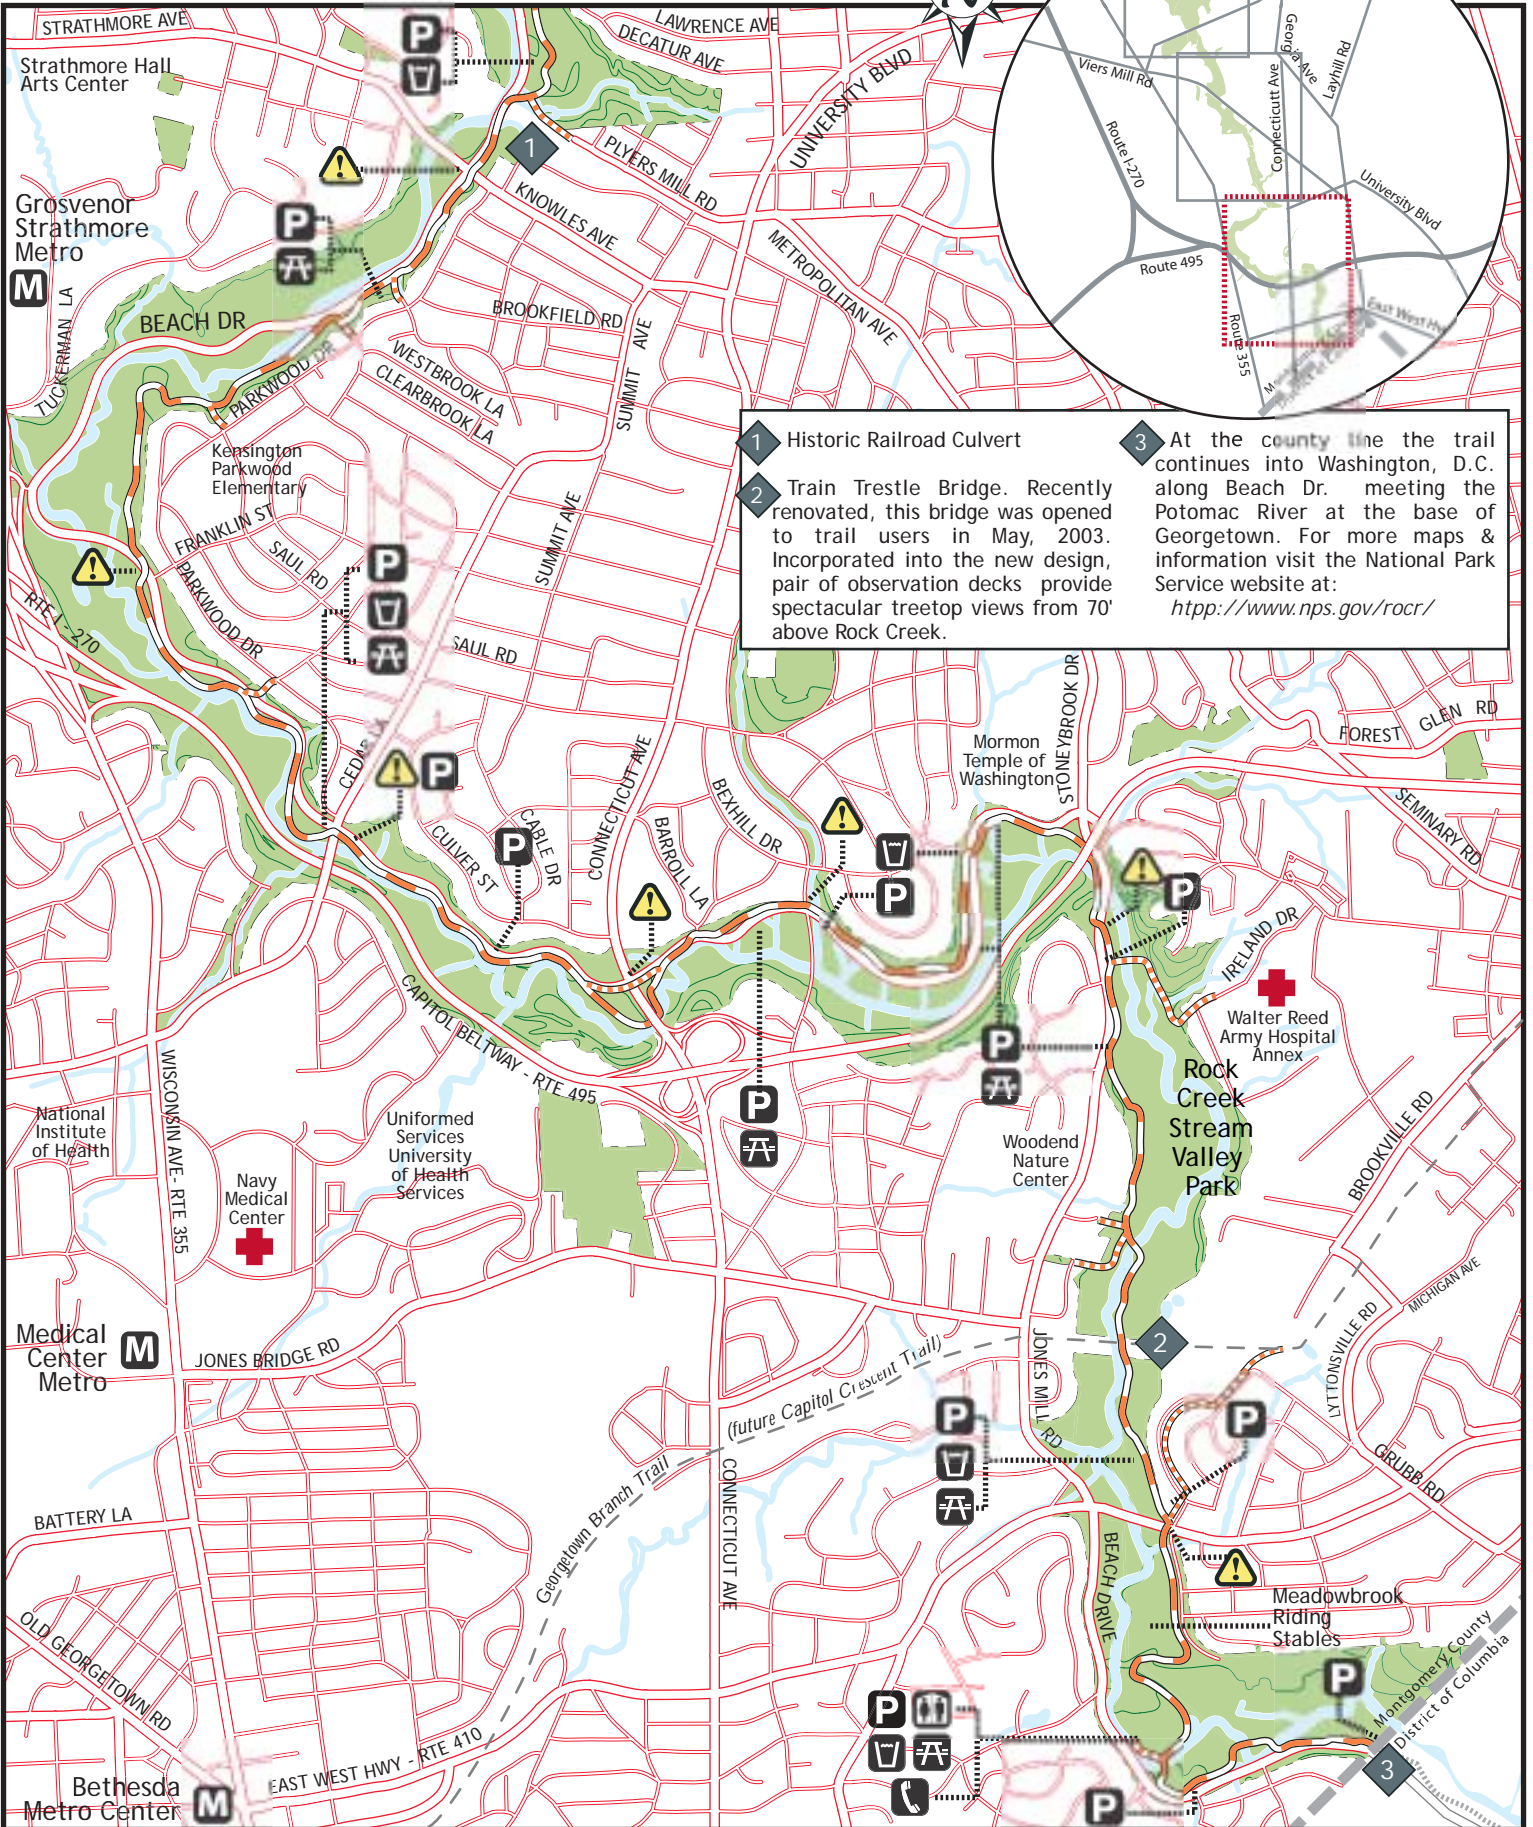 STRATHMORE AVE
LAWRENCE AVE
DECATUR AVE
UNIVERSITY BLVD
Strathmore Hall
Arts Center
P
1
PLYERS MILL RD
KNOWLES AVE
METROPOLITAN AVE
Grosvenor
Strathmore
Metro
M
P
TUCKERMAN LA
BEACH DR
BROOKFIELD RD
PARKWOOD DR
WESTBROOK LA
CLEARBROOK LA
SUMMIT AVE
Georgia Ave
Layhill Rd
Viers Mill Rd
Connecticutt Ave
Route I-270
University Blvd
Route 495
Route 355
East West Hw
1 Historic Railroad Culvert
2 Train Trestle Bridge. Recently
renovated, this bridge was opened
to trail users in May, 2003.
Incorporated into the new design,
pair of observation decks provide
spectacular treetop views from 70'
above Rock Creek.
3 At the county line the trail
continues into Washington, D.C.
along Beach Dr. meeting the
Potomac River at the base of
Georgetown. For more maps &
information visit the National Park
Service website at:
htpp://www.nps.gov/rocr/
Kensington
Parkwood
Elementary
FRANKLIN ST
SAUL RD
PARKWOOD DR
SUMMIT AVE
P
RTE I - 270
SAUL RD
CEDAR LA
P
CULVER ST
P
CABLE DR
CONNECTICUT AVE
BARROLL LA
BEXHILL DR
Mormon
Temple of
Washington
STONEYBROOK DR
FOREST GLEN RD
SEMINARY RD
P
P
IRELAND DR
Walter Reed
Army Hospital
Annex
CAPITOL BELTWAY - RTE 495
P
P
Rock
Creek
Stream
Valley
Park
National
Institute
of Health
WISCONSIN AVE- RTE 355
Navy
Medical
Center
Uniformed
Services
University
of Health
Services
Woodend
Nature
Center
BROOKVILLE RD
MICHIGAN AVE
LYTTONSVILLE RD
Medical
Center
Metro
M
JONES BRIDGE RD
2
JONES MILL RD
(future Capitol Crescent Trail)
Georgetown Branch Trail
P
P
GRUBB RD
CONNECTICUT AVE
BATTERY LA
BEACH DRIVE
Meadowbrook
Riding
Stables
OLD GEORGETOWN RD
P
Montgomery County
District of Columbia
P
3
EAST WEST HWY - RTE 410
Bethesda
Metro Center
M
P